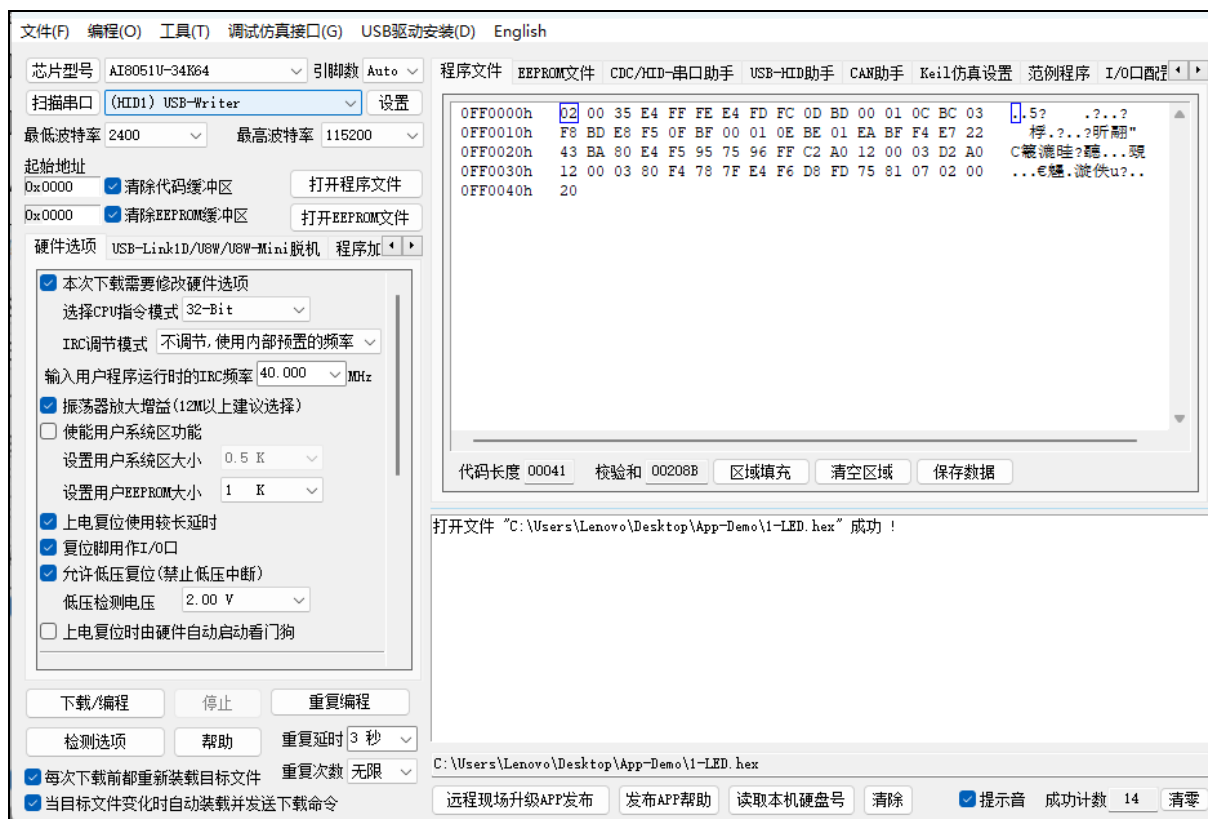 文件(F) 编程(O) 工具(T) 调试仿真接口(G) USB驱动安装(D) English
芯片型号 AI8051U-34K64 引脚数 Auto
扫描串口 (HID1) USB-Writer 设置
最低波特率 2400 最高波特率 115200
起始地址
0x0000 清除代码缓冲区 打开程序文件
0x0000 清除EEPROM缓冲区 打开EEPROM文件
硬件选项 USB-Link1D/U8W/U8W-Mini脱机 程序加
本次下载需要修改硬件选项
选择CPU指令模式 32-Bit
IRC调节模式 不调节,使用内部预置的频率
输入用户程序运行时的IRC频率 40.000 MHz
振荡器放大增益(12M以上建议选择)
使能用户系统区功能
设置用户系统区大小 0.5 K
设置用户EEPROM大小 1 K
上电复位使用较长延时
复位脚用作I/O口
允许低压复位(禁止低压中断)
低压检测电压 2.00 V
上电复位时由硬件自动启动看门狗
下载/编程 停止 重复编程
检测选项 帮助 重复延时 3 秒
每次下载前都重新装载目标文件 重复次数 无限
当目标文件变化时自动装载并发送下载命令
程序文件 EEPROM文件 CDC/HID-串口助手 USB-HID助手 CAN助手 Keil仿真设置 范例程序 I/O口配
0FF0000h 02 00 35 E4 FF FE E4 FD FC 0D BD 00 01 0C BC 03 ..5? .?..?
0FF0010h F8 BD E8 F5 0F BF 00 01 0E BE 01 EA BF F4 E7 22
0FF0020h 43 BA 80 E4 F5 95 75 96 FF C2 A0 12 00 03 D2 A0
0FF0030h 12 00 03 80 F4 78 7F E4 F6 D8 FD 75 81 07 02 00
0FF0040h 20
代码长度 00041 校验和 00208B 区域填充 清空区域 保存数据
打开文件 "C:\Users\Lenovo\Desktop\App-Demo\1-LED.hex" 成功 !
C:\Users\Lenovo\Desktop\App-Demo\1-LED.hex
远程现场升级APP发布 发布APP帮助 读取本机硬盘号 清除 提示音 成功计数 14 清零